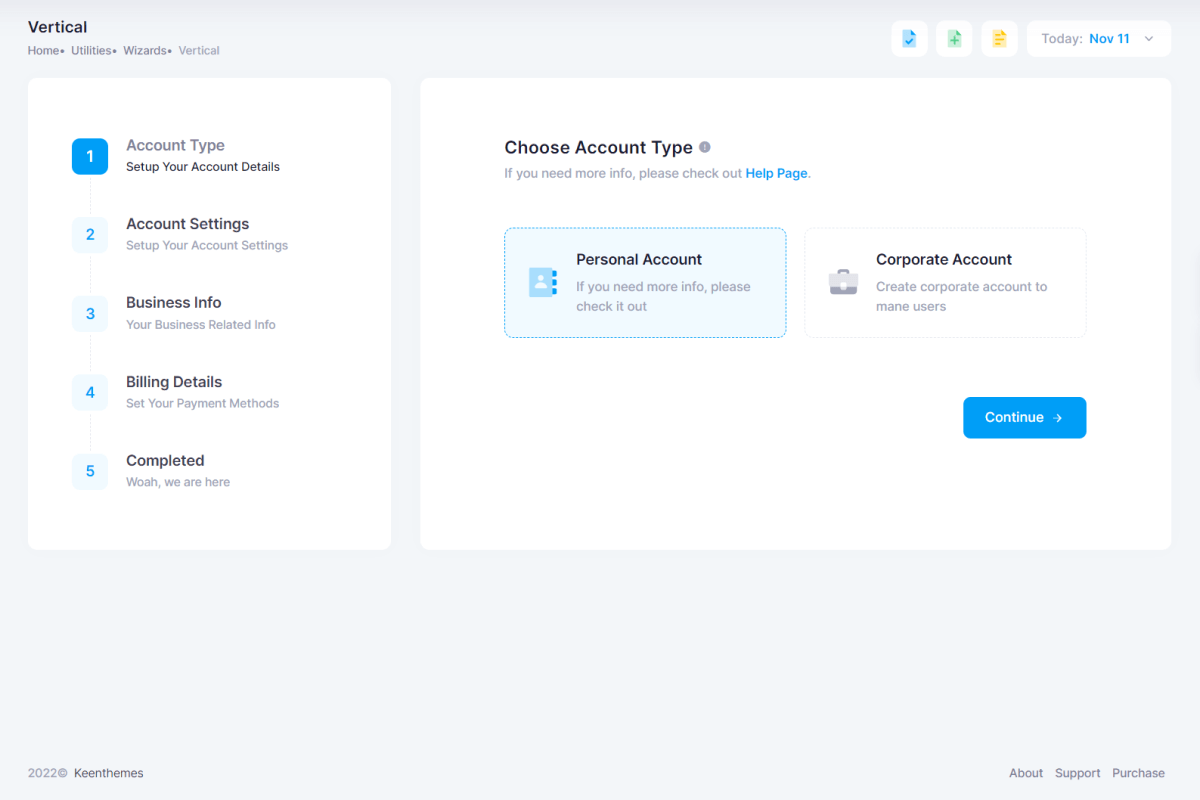 Vertical
Home• Utilities• Wizards• Vertical
Today: Nov 11
1
Account Type
Setup Your Account Details
2
Account Settings
Setup Your Account Settings
3
Business Info
Your Business Related Info
4
Billing Details
Set Your Payment Methods
5
Completed
Woah, we are here
Choose Account Type
If you need more info, please check out Help Page.
Personal Account
If you need more info, please
check it out
Corporate Account
Create corporate account to
mane users
Continue →
2022© Keenthemes
About Support Purchase